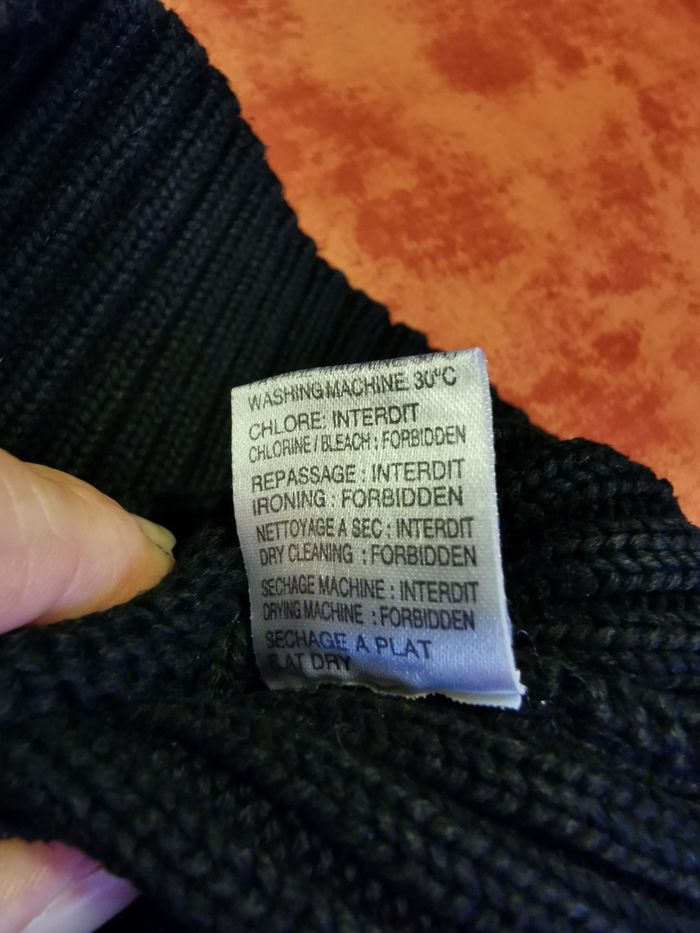 WASHING MACHINE: 30°C
CHLORE: INTERDIT
CHLORINE / BLEACH : FORBIDDEN
REPASSAGE : INTERDIT
IRONING : FORBIDDEN
NETTOYAGE A SEC : INTERDIT
DRY CLEANING : FORBIDDEN
SECHAGE MACHINE : INTERDIT
DRYING MACHINE : FORBIDDEN
SECHAGE A PLAT
FLAT DRY